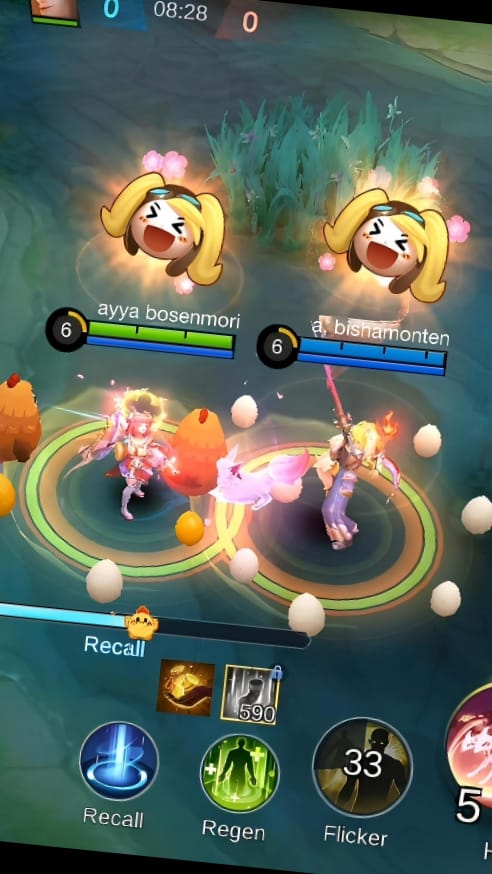 0 08:28 0
ayya bosenmori
a, bishamonten
6
6
Recall
590
33
5
Recall Regen Flicker H